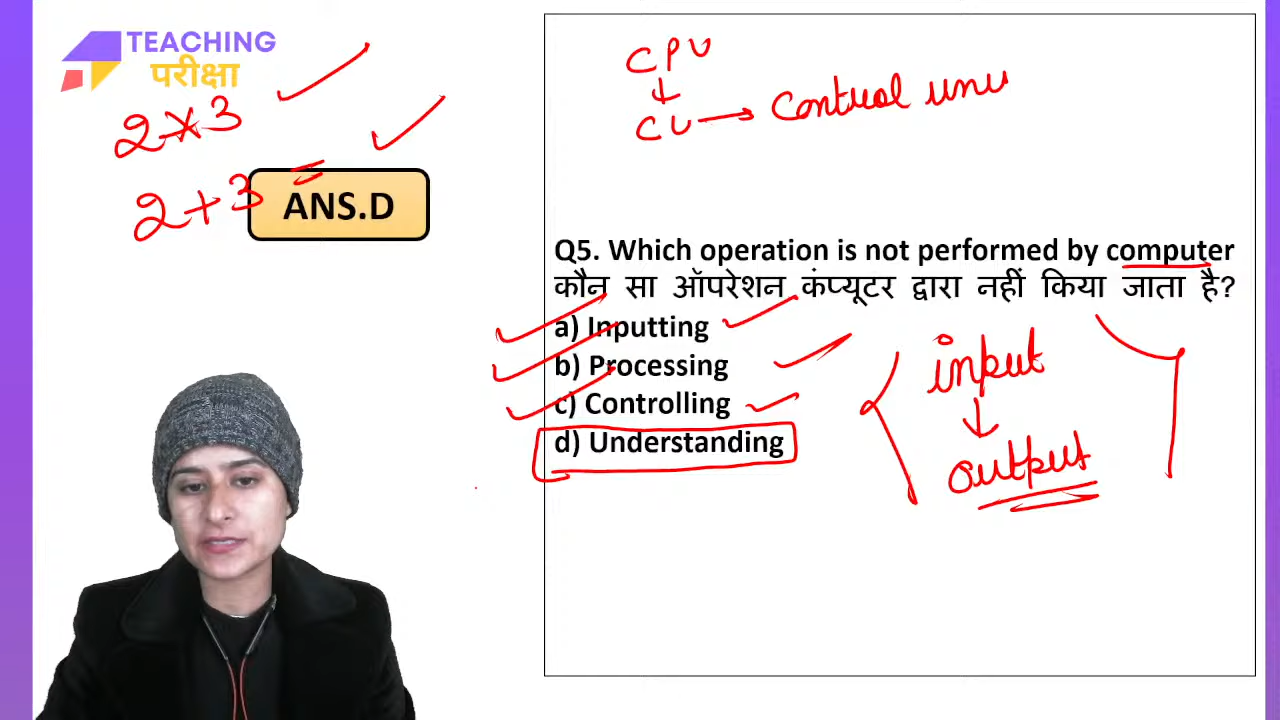 TEACHING
परीक्षा
2×3
2+3
ANS.D
CPU
CU → Control unit
Q5. Which operation is not performed by computer
कौन सा ऑपरेशन कंप्यूटर द्वारा नहीं किया जाता है?
a) Inputting
b) Processing
c) Controlling
d) Understanding
input
output